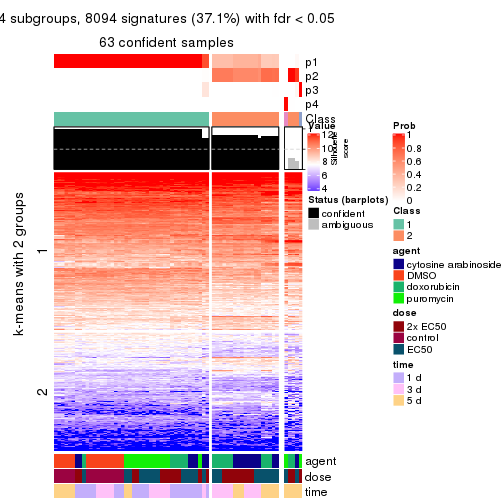 4 subgroups, 8094 signatures (37.1%) with fdr < 0.05
63 confident samples
p1
p2
p3
p4
Class
Silhouette
score
k-means with 2 groups
1
2
agent
dose
time
Value
12
10
8
6
4
Status (barplots)
confident
ambiguous
Prob
1
0.8
0.6
0.4
0.2
0
Class
1
2
agent
cytosine arabinoside
DMSO
doxorubicin
puromycin
dose
2x EC50
control
EC50
time
1 d
3 d
5 d